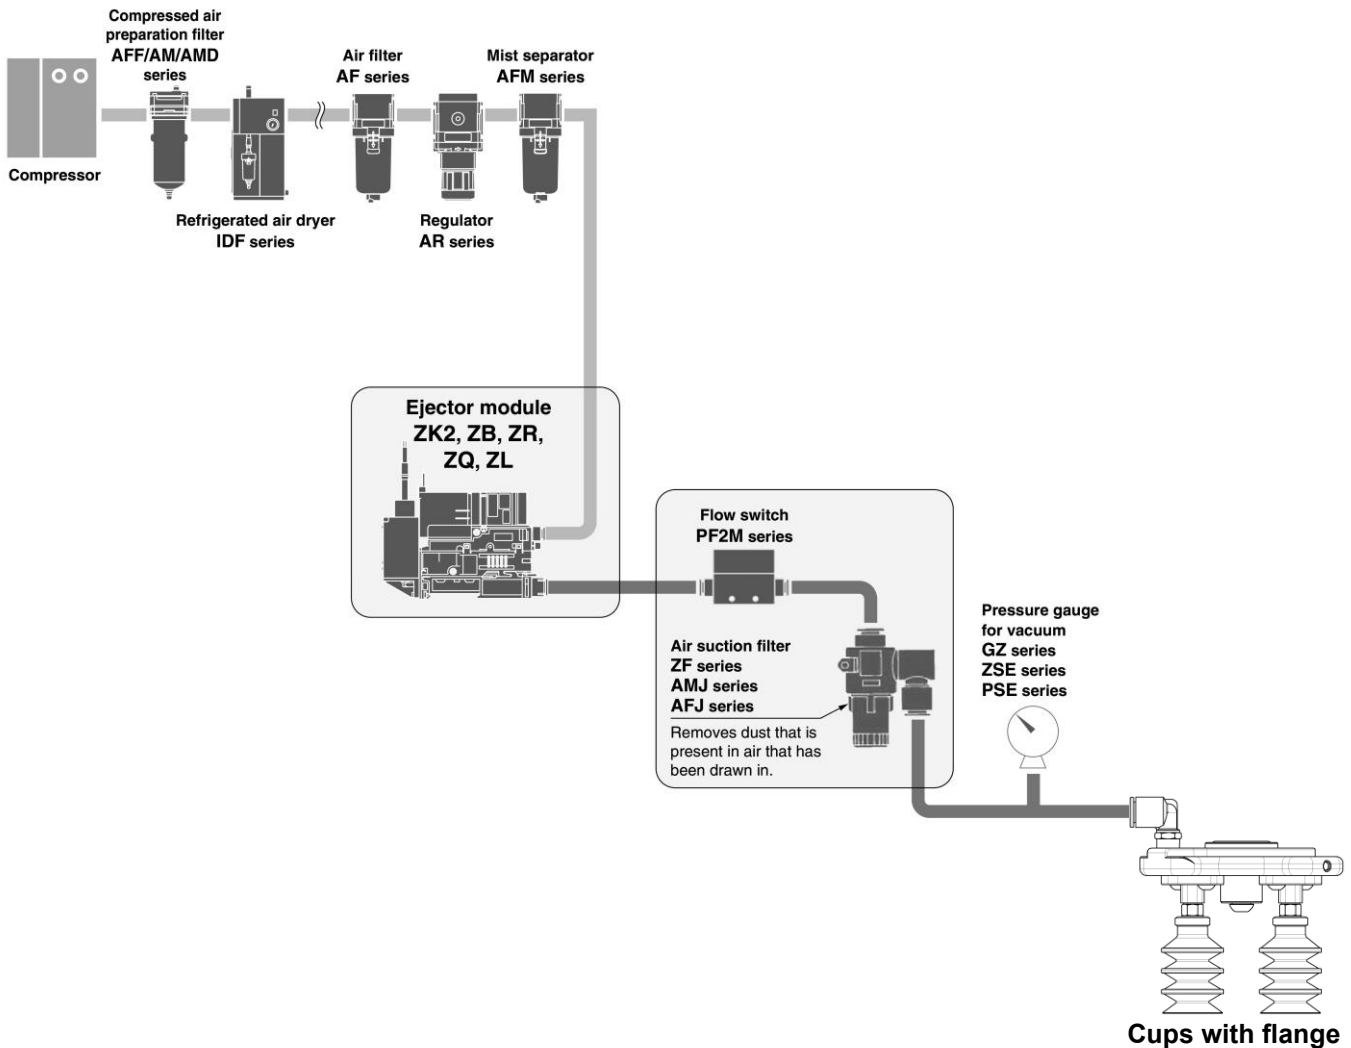 Compressed air
preparation filter
AFF/AM/AMD
series
Air filter
AF series
Mist separator
AFM series
Compressor
Refrigerated air dryer
IDF series
Regulator
AR series
Ejector module
ZK2, ZB, ZR,
ZQ, ZL
Flow switch
PF2M series
Air suction filter
ZF series
AMJ series
AFJ series
Removes dust that is
present in air that has
been drawn in.
Pressure gauge
for vacuum
GZ series
ZSE series
PSE series
Cups with flange